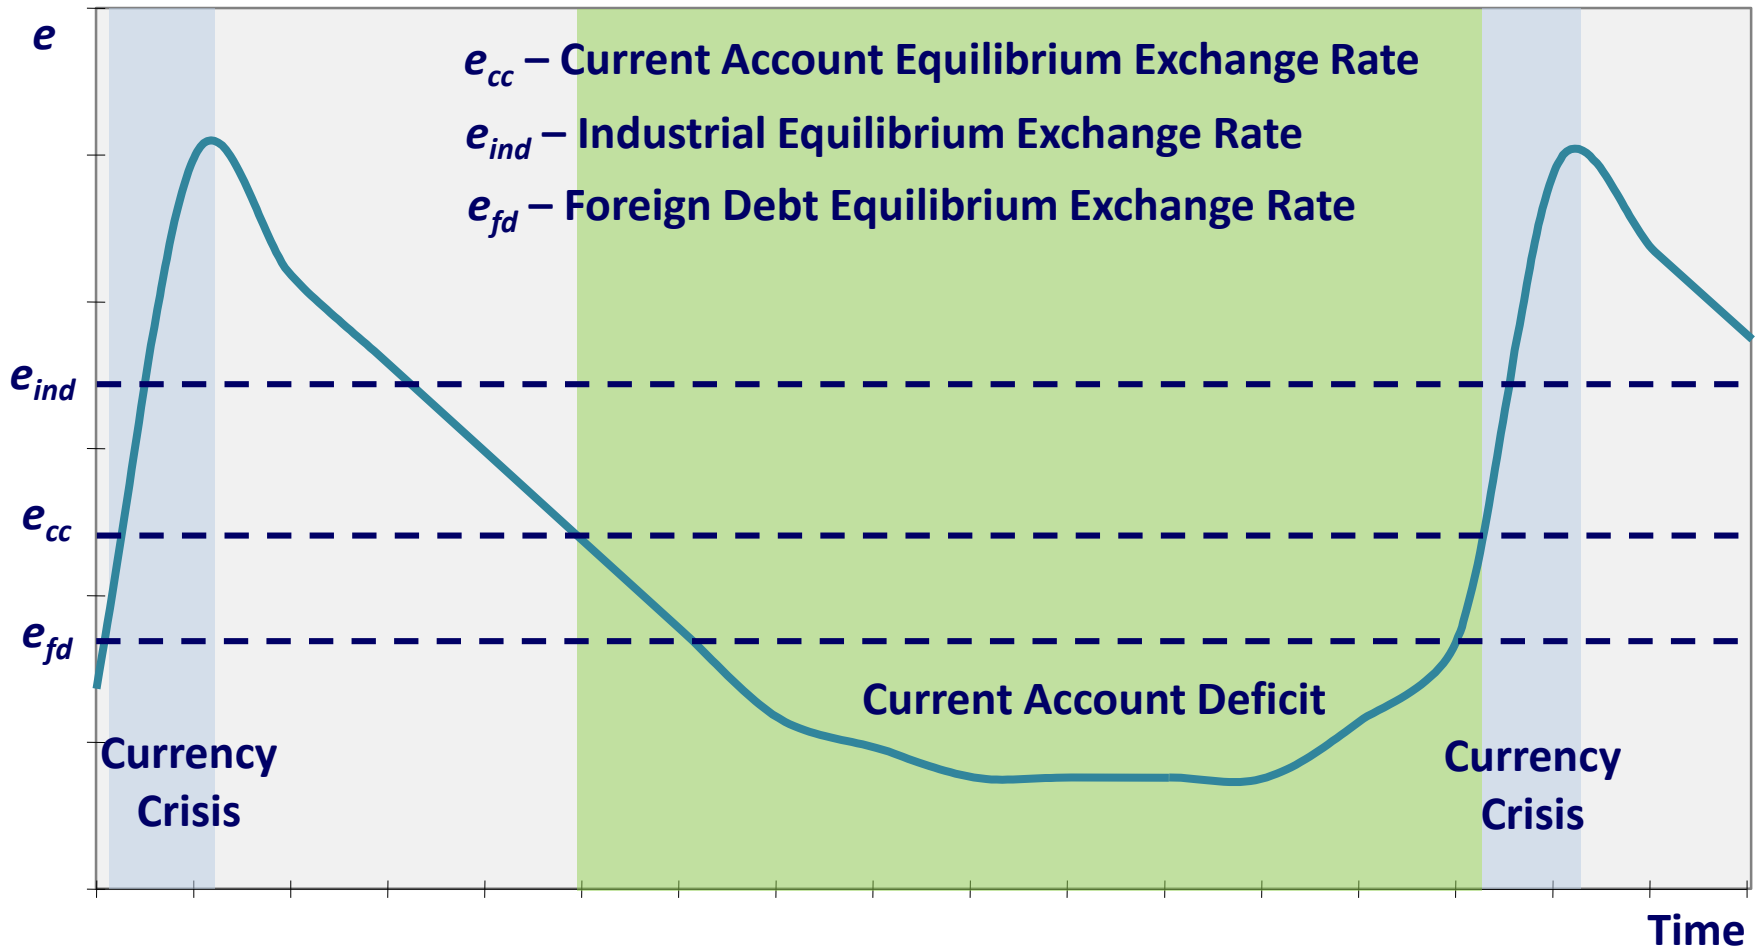 e
e_cc – Current Account Equilibrium Exchange Rate
e_ind – Industrial Equilibrium Exchange Rate
e_fd – Foreign Debt Equilibrium Exchange Rate
e_ind
e_cc
e_fd
Current Account Deficit
Currency
Crisis
Currency
Crisis
Time